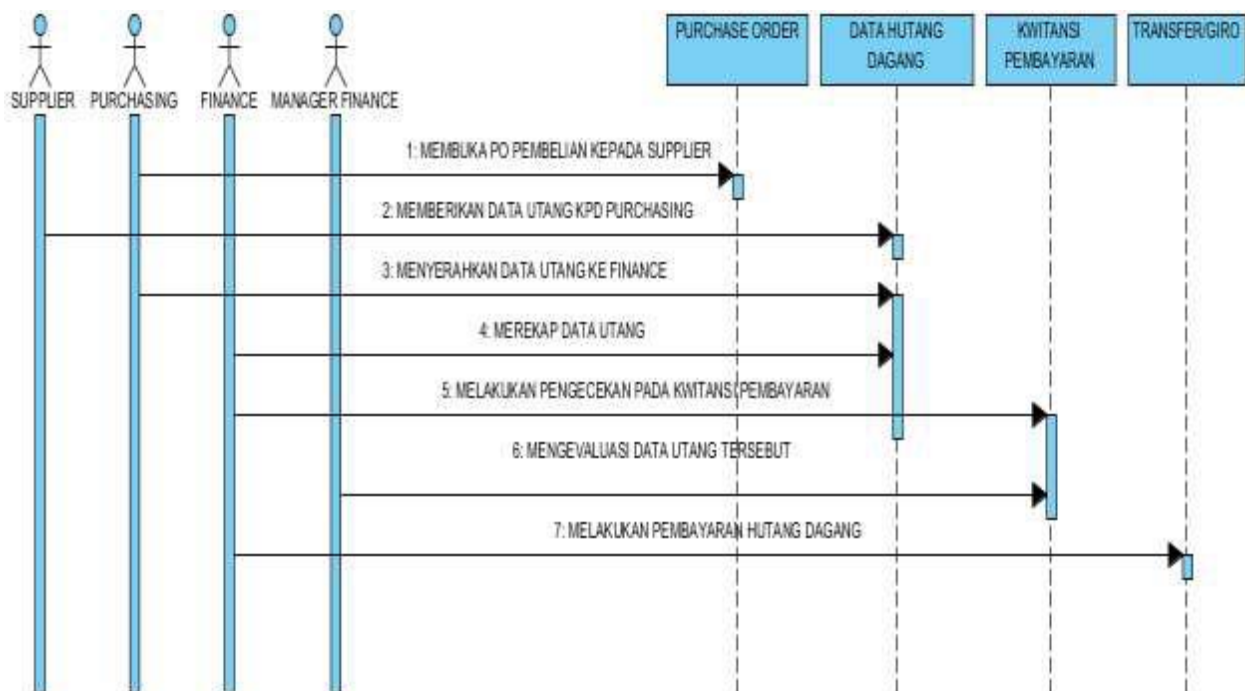 PURCHASE ORDER
DATA HUTANG
DAGANG
KWITANSI
PEMBAYARAN
TRANSFER/GIRO
SUPPLIER
PURCHASING
FINANCE
MANAGER FINANCE
1: MEMBUKA PO PEMBELIAN KEPADA SUPPLIER
2: MEMBERIKAN DATA UTANG KPD PURCHASING
3: MENYERAHKAN DATA UTANG KE FINANCE
4: MEREKAP DATA UTANG
5: MELAKUKAN PENGECEKAN PADA KWITANSI PEMBAYARAN
6: MENGEVALUASI DATA UTANG TERSEBUT
7: MELAKUKAN PEMBAYARAN HUTANG DAGANG